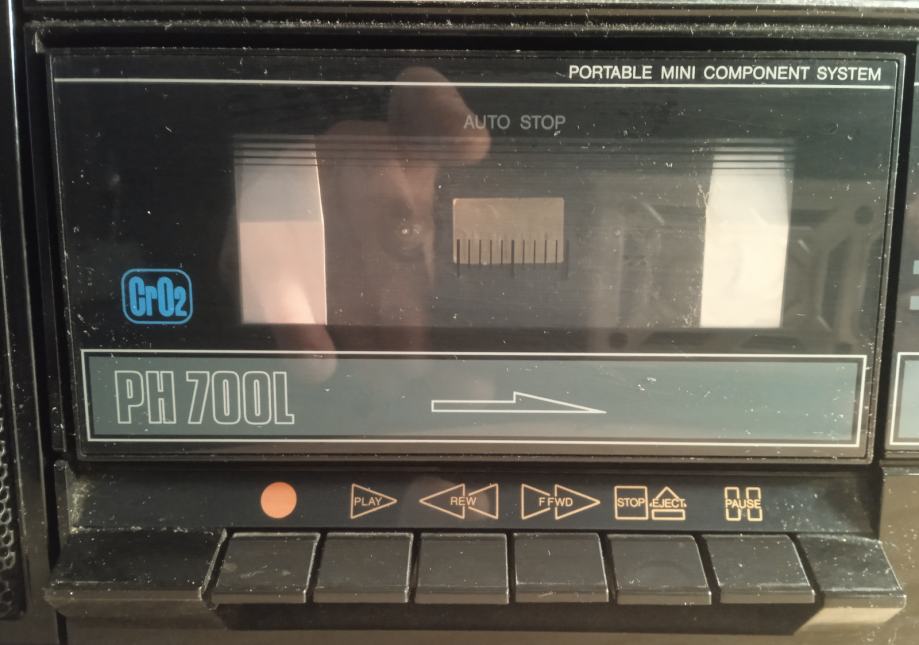 PORTABLE MINI COMPONENT SYSTEM
AUTO STOP
CrO2
PH 700L
PLAY REW F FWD STOP EJECT PAUSE